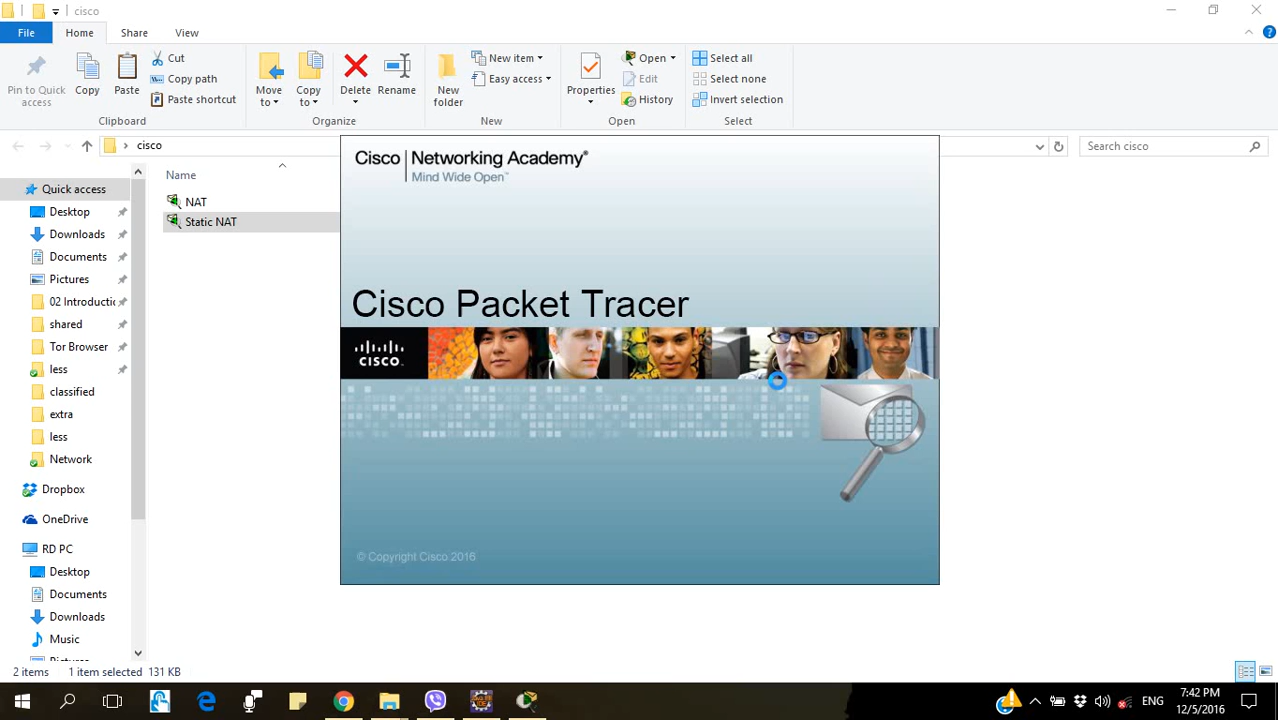 cisco
File Home Share View
Pin to Quick access
Copy
Paste
Cut
Copy path
Paste shortcut
Clipboard
Move to
Copy to
Delete
Rename
Organize
New folder
New item
Easy access
New
Properties
Open
Edit
History
Open
Select all
Select none
Invert selection
Select
cisco
Search cisco
Quick access
Desktop
Downloads
Documents
Pictures
02 Introductic
shared
Tor Browser
less
classified
extra
less
Network
Dropbox
OneDrive
RD PC
Desktop
Documents
Downloads
Music
Name
NAT
Static NAT
Cisco Networking Academy®
Mind Wide Open™
Cisco Packet Tracer
CISCO
© Copyright Cisco 2016
2 items 1 item selected 131 KB
ENG
7:42 PM
12/5/2016